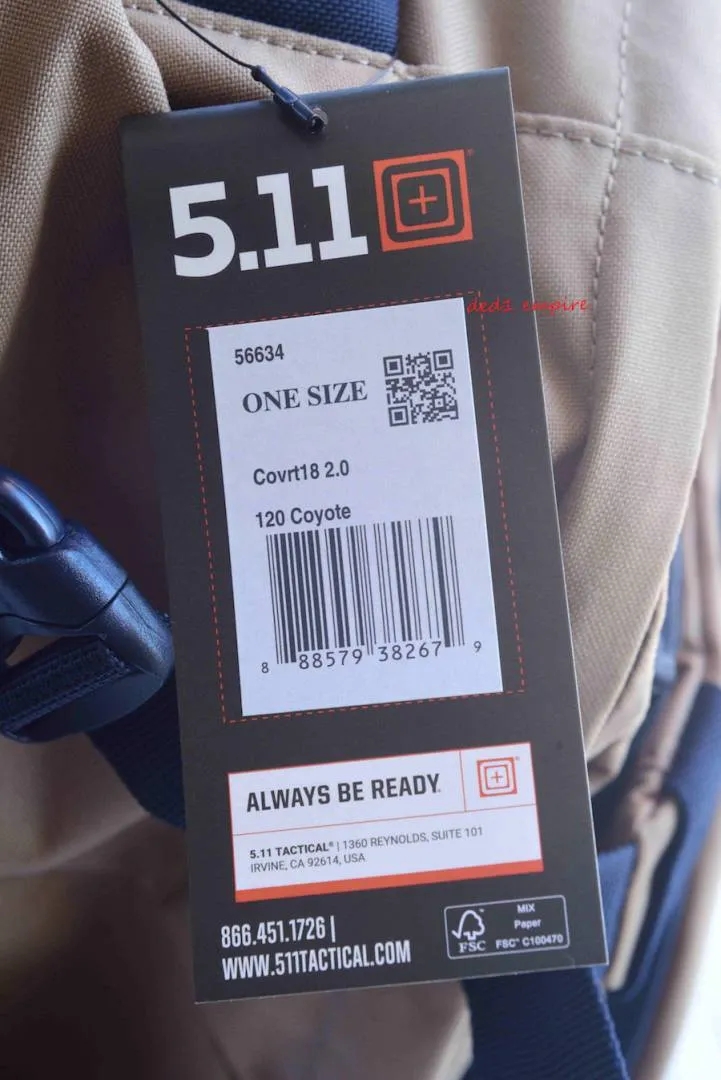 5.11®
ded1 empire
56634
ONE SIZE
Covrt18 2.0
120 Coyote
8 88579 38267 9
ALWAYS BE READY.
5.11 TACTICAL® | 1360 REYNOLDS, SUITE 101
IRVINE, CA 92614, USA
866.451.1726 |
WWW.511TACTICAL.COM
MIX
Paper
FSC
FSC™ C100470